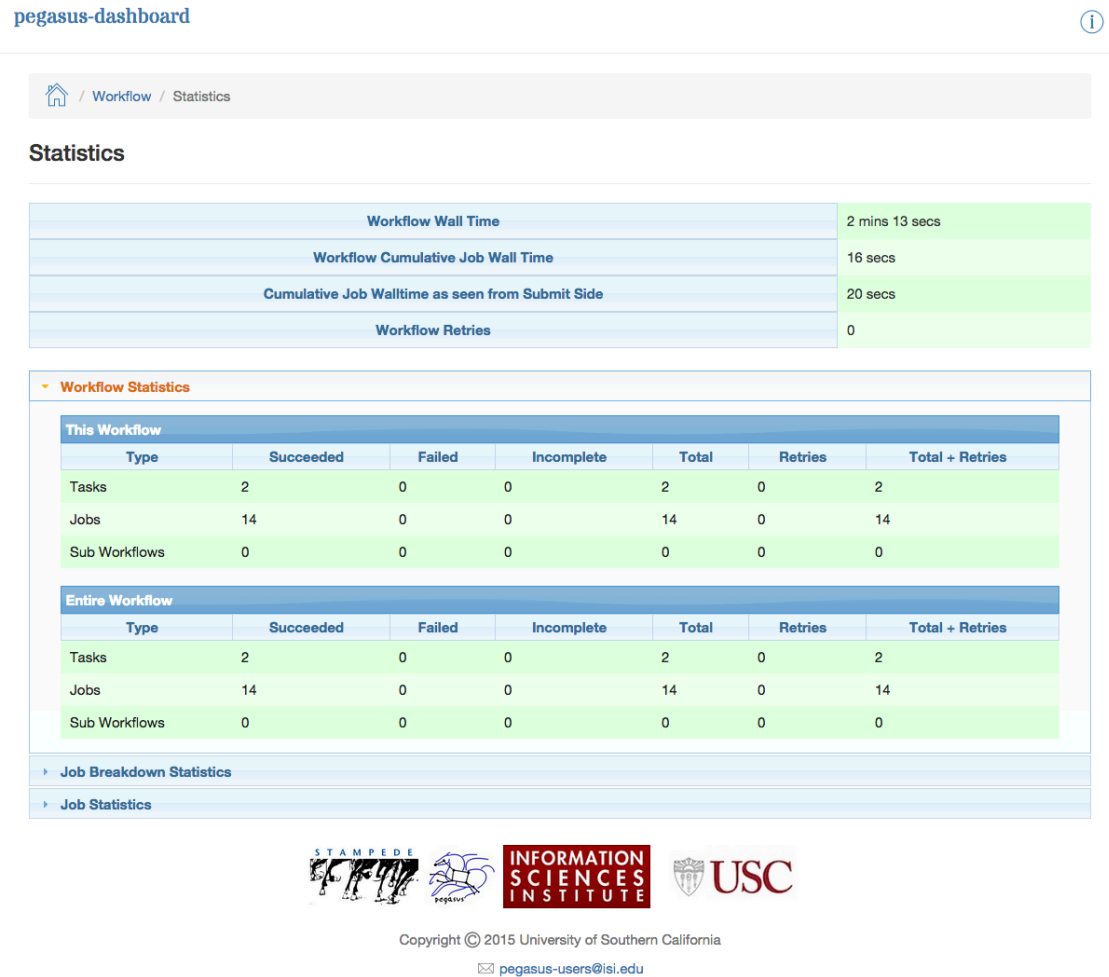 pegasus-dashboard
i
/ Workflow / Statistics
Statistics
Workflow Wall Time 2 mins 13 secs
Workflow Cumulative Job Wall Time 16 secs
Cumulative Job Walltime as seen from Submit Side 20 secs
Workflow Retries 0
Workflow Statistics
This Workflow
Type Succeeded Failed Incomplete Total Retries Total + Retries
Tasks 2 0 0 2 0 2
Jobs 14 0 0 14 0 14
Sub Workflows 0 0 0 0 0 0
Entire Workflow
Type Succeeded Failed Incomplete Total Retries Total + Retries
Tasks 2 0 0 2 0 2
Jobs 14 0 0 14 0 14
Sub Workflows 0 0 0 0 0 0
Job Breakdown Statistics
Job Statistics
STAMPEDE
pegasus
INFORMATION
SCIENCES
INSTITUTE
USC
Copyright © 2015 University of Southern California
pegasus-users@isi.edu